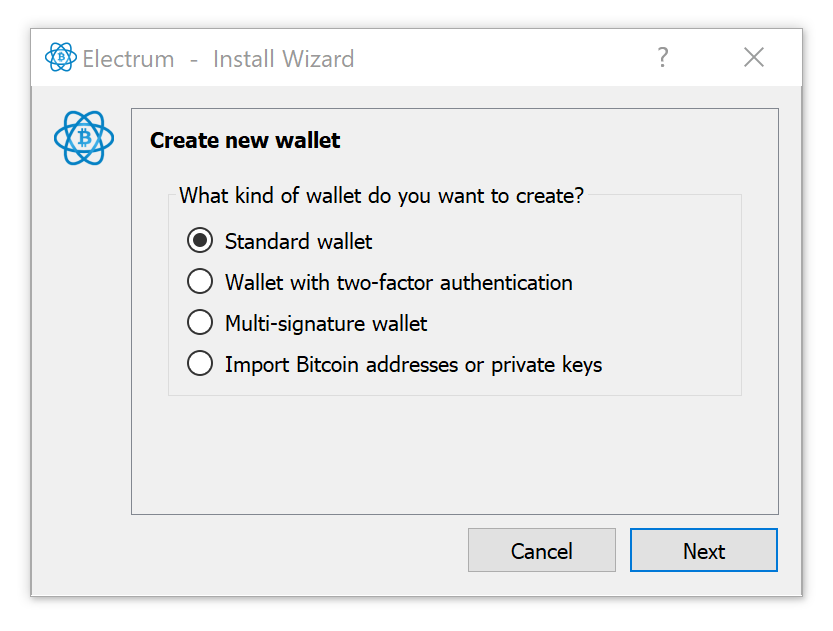 Electrum - Install Wizard
?
Create new wallet
What kind of wallet do you want to create?
Standard wallet
Wallet with two-factor authentication
Multi-signature wallet
Import Bitcoin addresses or private keys
Cancel
Next